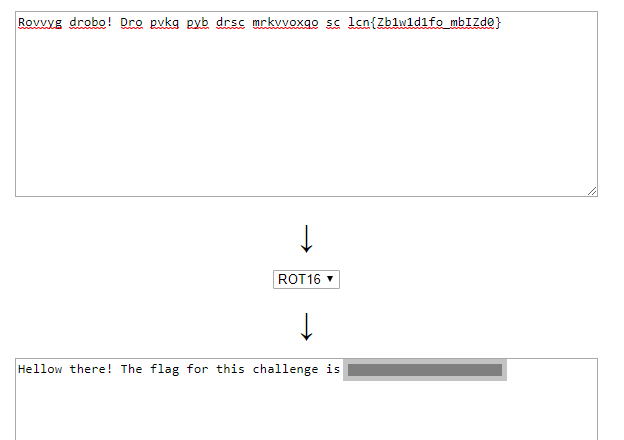 Rovvyg drobo! Dro pvkq pyb drsc mrkvvoxqo sc lcn{Zb1w1d1fo_mbIZd0}
↓
ROT16 ▼
↓
Hellow there! The flag for this challenge is